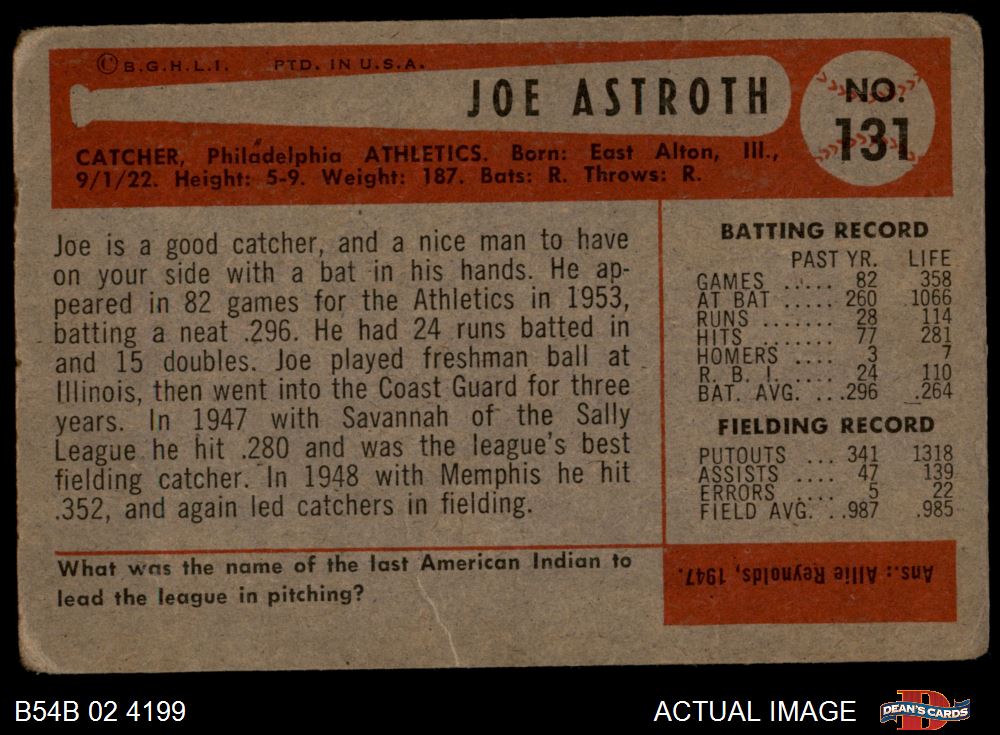 © B.G.H.L.I. PTD. IN U.S.A.
JOE ASTROTH
NO.
131
CATCHER, Philadelphia ATHLETICS. Born: East Alton, Ill.,
9/1/22. Height: 5-9. Weight: 187. Bats: R. Throws: R.
Joe is a good catcher, and a nice man to have
on your side with a bat in his hands. He ap-
peared in 82 games for the Athletics in 1953,
batting a neat .296. He had 24 runs batted in
and 15 doubles. Joe played freshman ball at
Illinois, then went into the Coast Guard for three
years. In 1947 with Savannah of the Sally
League he hit .280 and was the league's best
fielding catcher. In 1948 with Memphis he hit
.352, and again led catchers in fielding.
BATTING RECORD
PAST YR. LIFE
GAMES ..... 82 358
AT BAT ..... 260 1066
RUNS ....... 28 114
HITS ....... 77 281
HOMERS .... 3 7
R. B. I. .... 24 110
BAT. AVG. ...296 .264
FIELDING RECORD
PUTOUTS ... 341 1318
ASSISTS .... 47 139
ERRORS .... 5 22
FIELD AVG. ..987 .985
What was the name of the last American Indian to
lead the league in pitching?
Ans.: Allie Reynolds, 1947.
B54B 02 4199
ACTUAL IMAGE
D
DEAN'S CARDS